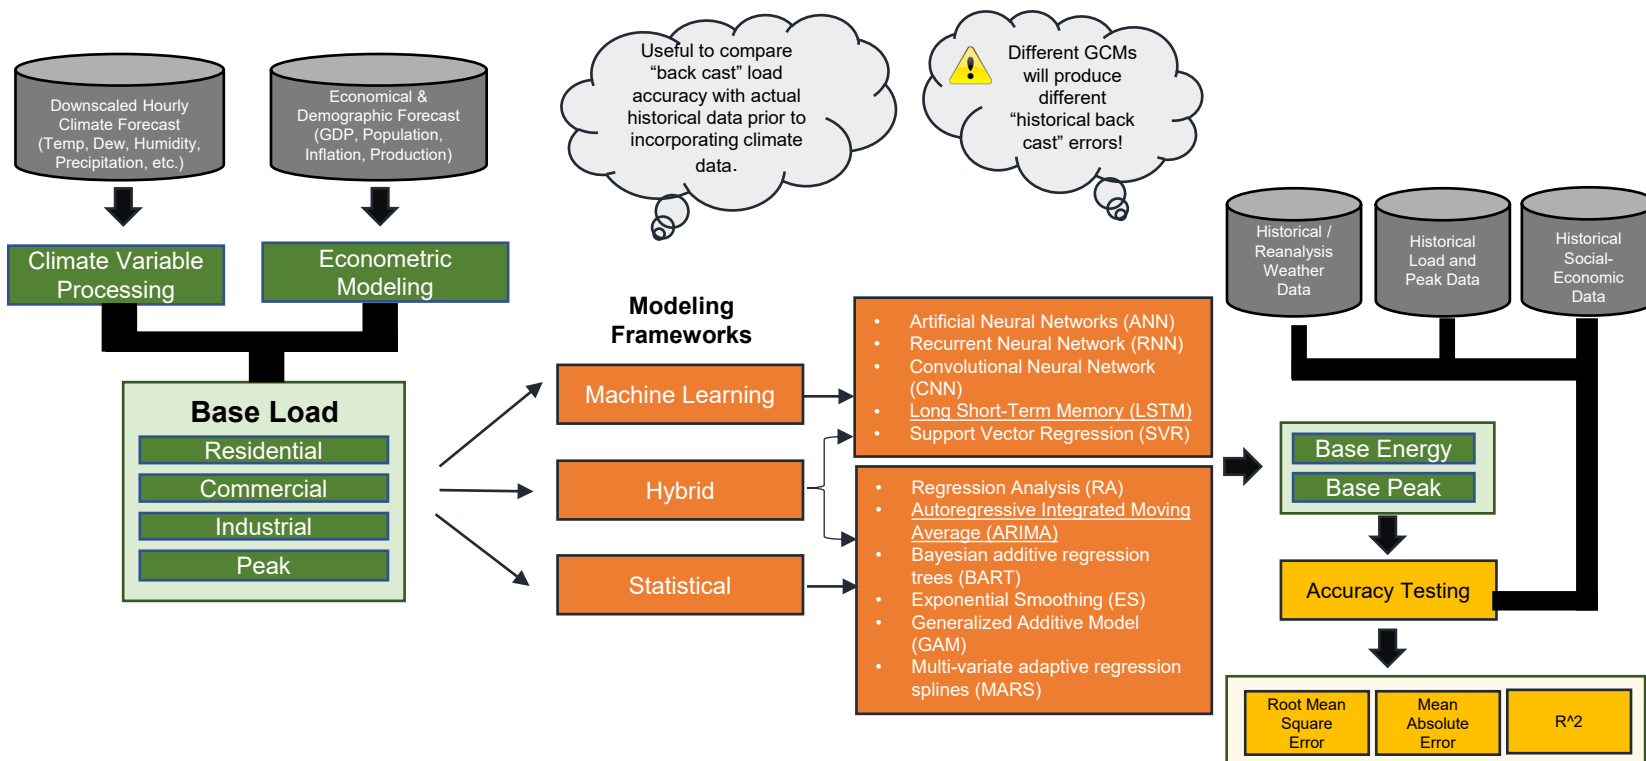 Downscaled Hourly
Climate Forecast
(Temp, Dew, Humidity,
Precipitation, etc.)
Economical &
Demographic Forecast
(GDP, Population,
Inflation, Production)
Useful to compare
“back cast” load
accuracy with actual
historical data prior to
incorporating climate
data.
Different GCMs
will produce
different
“historical back
cast” errors!
Climate Variable
Processing
Econometric
Modeling
Historical /
Reanalysis
Weather
Data
Historical
Load and
Peak Data
Historical
Social-
Economic
Data
Base Load
Residential
Commercial
Industrial
Peak
Modeling
Frameworks
Machine Learning
Hybrid
Statistical
• Artificial Neural Networks (ANN)
• Recurrent Neural Network (RNN)
• Convolutional Neural Network
(CNN)
• Long Short-Term Memory (LSTM)
• Support Vector Regression (SVR)
• Regression Analysis (RA)
• Autoregressive Integrated Moving
Average (ARIMA)
• Bayesian additive regression
trees (BART)
• Exponential Smoothing (ES)
• Generalized Additive Model
(GAM)
• Multi-variate adaptive regression
splines (MARS)
Base Energy
Base Peak
Accuracy Testing
Root Mean
Square
Error
Mean
Absolute
Error
R^2